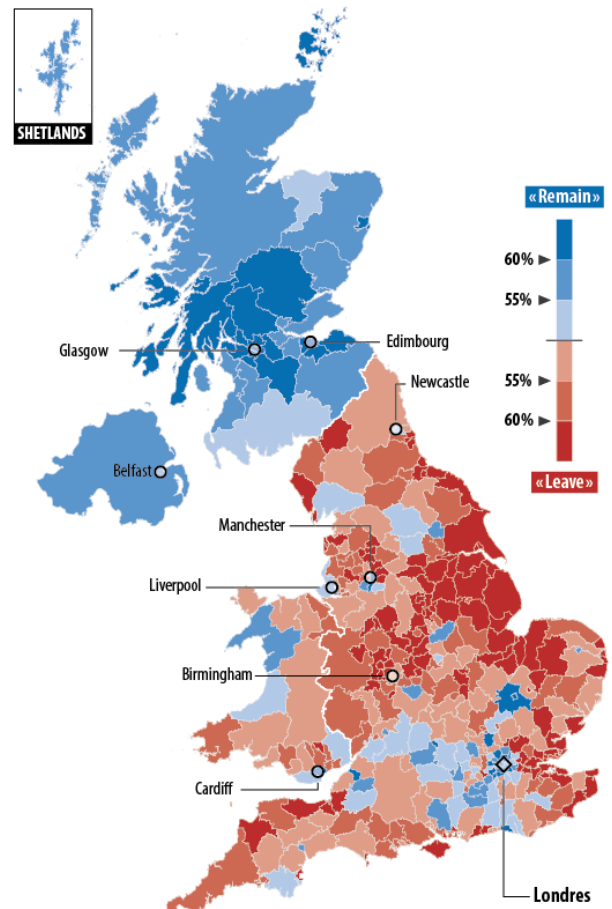 SHETLANDS
« Remain »
60%
55%
55%
60%
« Leave »
Glasgow
Edimbourg
Newcastle
Belfast
Manchester
Liverpool
Birmingham
Cardiff
Londres